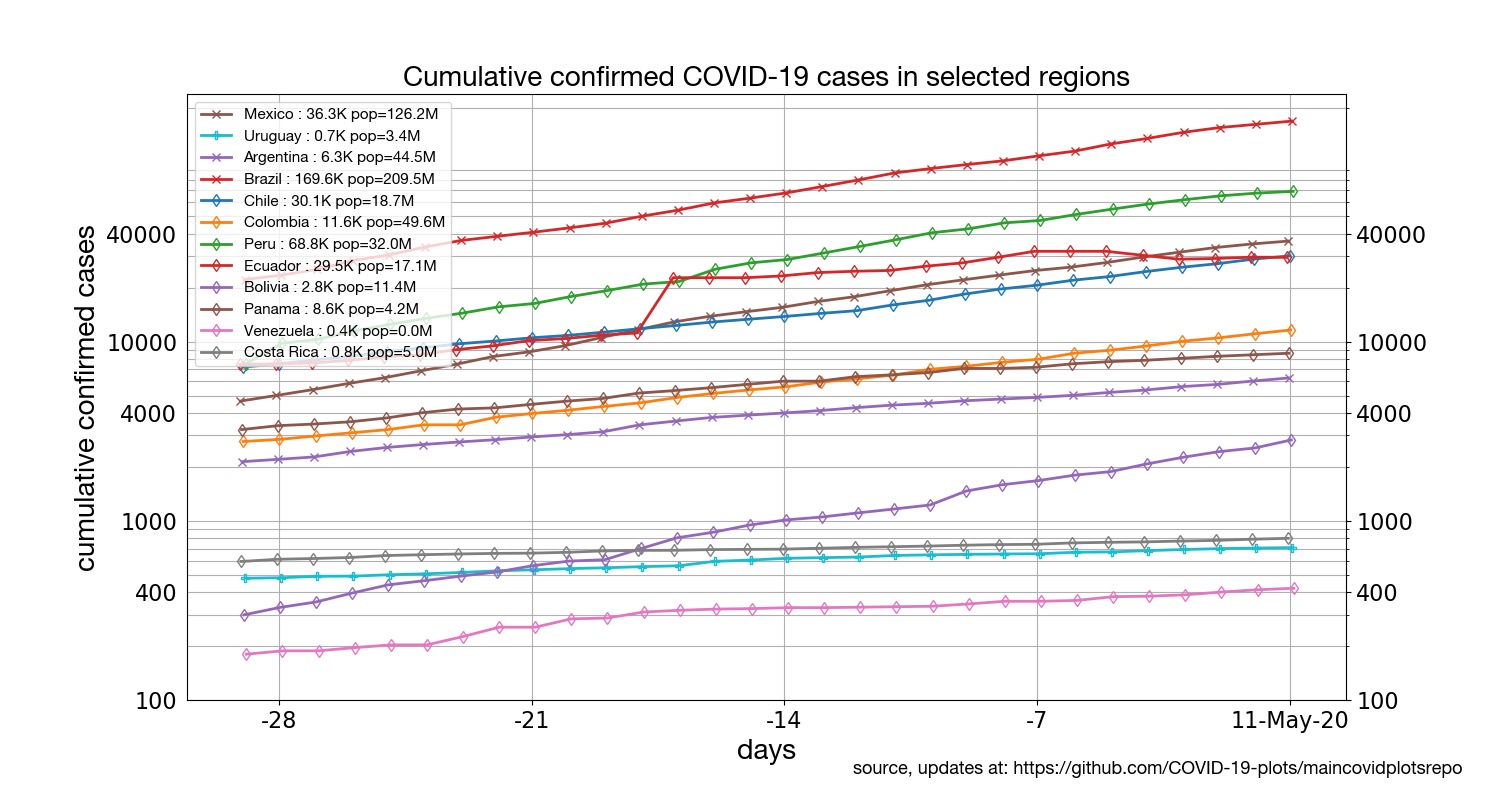 Cumulative confirmed COVID-19 cases in selected regions
Mexico : 36.3K pop=126.2M
Uruguay : 0.7K pop=3.4M
Argentina : 6.3K pop=44.5M
Brazil : 169.6K pop=209.5M
Chile : 30.1K pop=18.7M
Colombia : 11.6K pop=49.6M
Peru : 68.8K pop=32.0M
Ecuador : 29.5K pop=17.1M
Bolivia : 2.8K pop=11.4M
Panama : 8.6K pop=4.2M
Venezuela : 0.4K pop=0.0M
Costa Rica : 0.8K pop=5.0M
cumulative confirmed cases
40000
10000
4000
1000
400
100
40000
10000
4000
1000
400
100
-28
-21
-14
-7
11-May-20
days
source, updates at: https://github.com/COVID-19-plots/maincovidplotsrepo